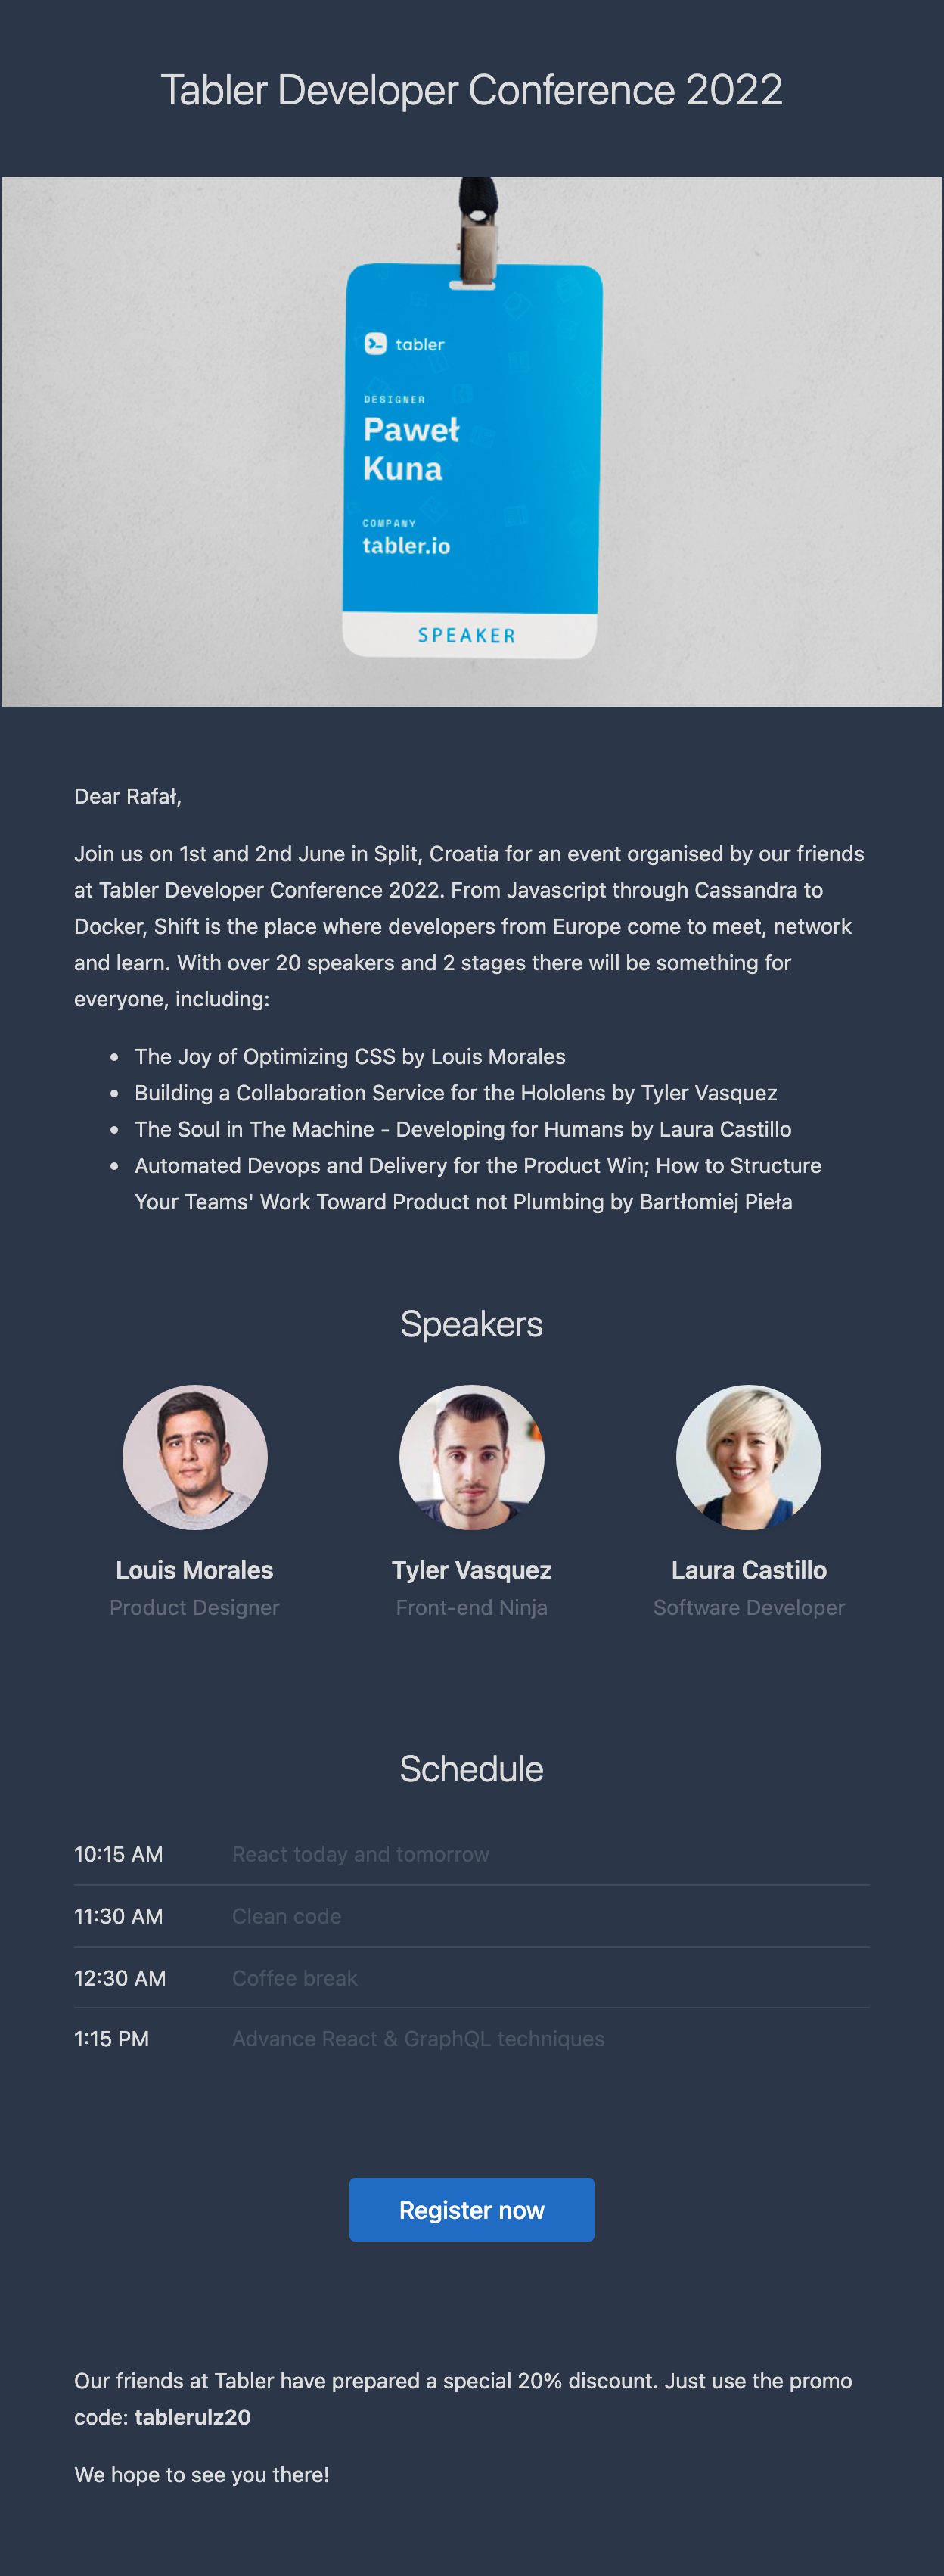 Tabler Developer Conference 2022
tabler
DESIGNER
Paweł
Kuna
COMPANY
tabler.io
SPEAKER
Dear Rafał,
Join us on 1st and 2nd June in Split, Croatia for an event organised by our friends
at Tabler Developer Conference 2022. From Javascript through Cassandra to
Docker, Shift is the place where developers from Europe come to meet, network
and learn. With over 20 speakers and 2 stages there will be something for
everyone, including:
• The Joy of Optimizing CSS by Louis Morales
• Building a Collaboration Service for the Hololens by Tyler Vasquez
• The Soul in The Machine - Developing for Humans by Laura Castillo
• Automated Devops and Delivery for the Product Win; How to Structure
Your Teams' Work Toward Product not Plumbing by Bartłomiej Pieła
Speakers
Louis Morales Tyler Vasquez Laura Castillo
Product Designer Front-end Ninja Software Developer
Schedule
10:15 AM React today and tomorrow
11:30 AM Clean code
12:30 AM Coffee break
1:15 PM Advance React & GraphQL techniques
Register now
Our friends at Tabler have prepared a special 20% discount. Just use the promo
code: tablerulz20
We hope to see you there!